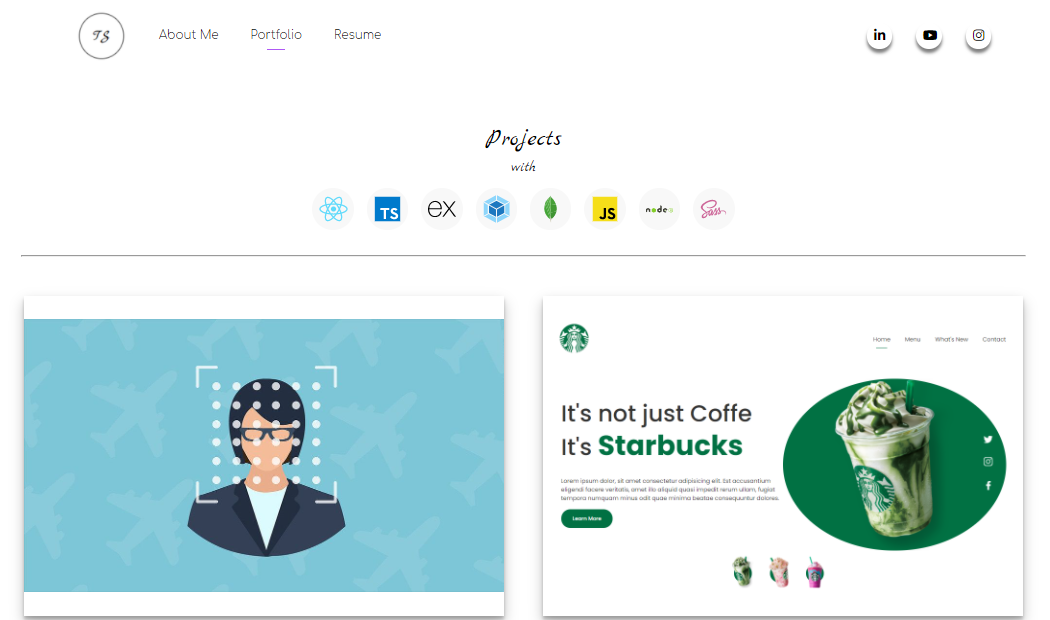 TS
About Me Portfolio Resume
Projects
with
TS
ex
JS
node
Sass
Home Menu What's New Contact
It's not just Coffe
It's Starbucks
Lorem ipsum dolor, sit amet consectetur adipisicing elit. Est accusantium
eligendi facere veritatis, amet illo aliquid quasi impedit rerum ullam, fugiat
tempora numquam minus odit quae minima beatae consequuntur dolores.
Learn More